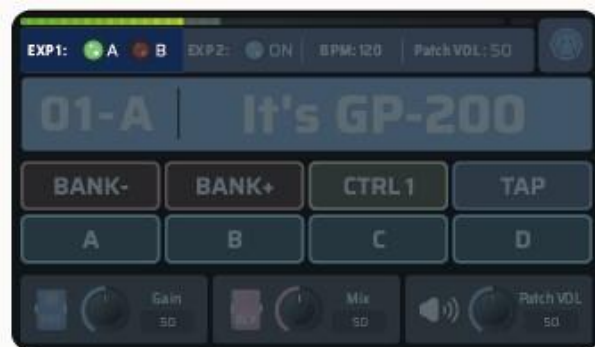 EXP1: A B EXP2: ON BPM: 120 Patch VOL: 50
01-A It's GP-200
BANK- BANK+ CTRL 1 TAP
A B C D
Gain Mix Patch VOL
50 50 50